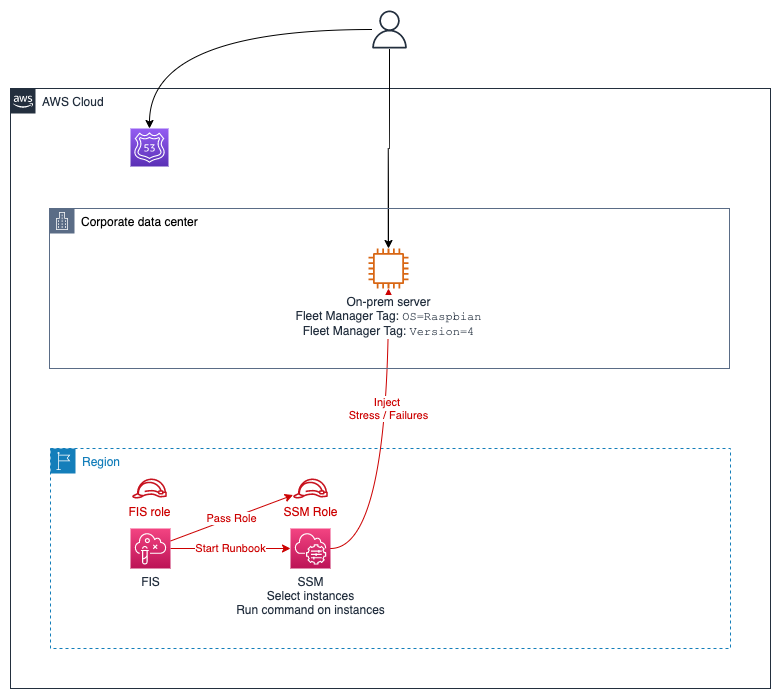 aws
AWS Cloud
53
Corporate data center
On-prem server
Fleet Manager Tag: OS=Raspbian
Fleet Manager Tag: Version=4
Inject
Stress / Failures
Region
FIS role
SSM Role
Pass Role
Start Runbook
FIS
SSM
Select instances
Run command on instances